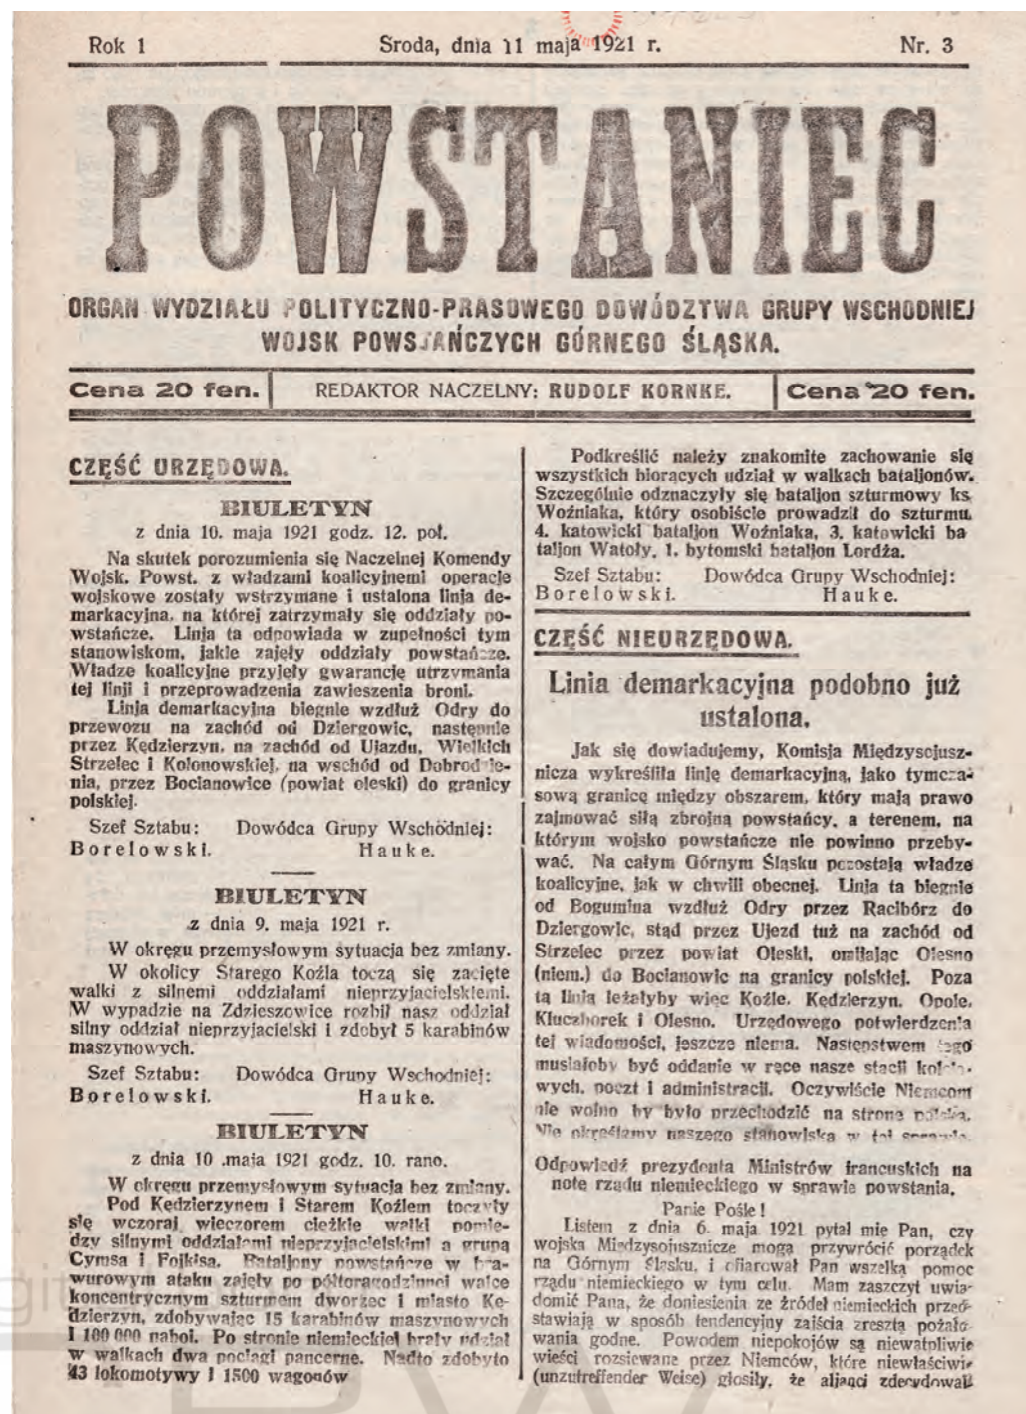 Rok 1
Sroda, dnia 11 maja 1921 r.
Nr. 3
POWSTANIEC
ORGAN WYDZIAŁU POLITYCZNO-PRASOWEGO DOWÓDZTWA GRUPY WSCHODNIEJ
WOJSK POWSTAŃCZYCH GÓRNEGO ŚLĄSKA.
Cena 20 fen.
REDAKTOR NACZELNY: RUDOLF KORNKE.
Cena 20 fen.
CZĘŚĆ URZĘDOWA.
BIULETYN
z dnia 10. maja 1921 godz. 12. poł.
Na skutek porozumienia się Naczelnej Komendy
Wojsk. Powst. z władzami koalicyjnemi operacje
wojskowe zostały wstrzymane i ustalona linja de-
markacyjna, na której zatrzymały się oddziały po-
wstańcze. Linja ta odpowiada w zupełności tym
stanowiskom, jakie zajęły oddziały powstańcze.
Władze koalicyjne przyjęły gwarancję utrzymania
tej linji i przeprowadzenia zawieszenia broni.
Linja demarkacyjna biegnie wzdłuż Odry do
przewozu na zachód od Dziergowic, następnie
przez Kędzierzyn, na zachód od Ujazdu, Wielkich
Strzelec i Kolonowskiej, na wschód od Dobrodzie-
nia, przez Bocianowice (powiat oleski) do granicy
polskiej.
Szef Sztabu: Dowódca Grupy Wschodniej:
Borelowski. Hauke.
BIULETYN
z dnia 9. maja 1921 r.
W okręgu przemysłowym sytuacja bez zmiany.
W okolicy Starego Koźla toczą się zacięte
walki z silnemi oddziałami nieprzyjacielskiemi.
W wypadzie na Zdzieszowice rozbił nasz oddział
silny oddział nieprzyjacielski i zdobył 5 karabinów
maszynowych.
Szef Sztabu: Dowódca Grupy Wschodniej:
Borelowski. Hauke.
BIULETYN
z dnia 10 .maja 1921 godz. 10. rano.
W okręgu przemysłowym sytuacja bez zmiany.
Pod Kędzierzynem i Starem Koźlem toczyły
się wczoraj wieczorem ciężkie walki pomię-
dzy silnymi oddziałami nieprzyjacielskimi a grupą
Cymsa i Fojkisa. Bataljony powstańcze w bra-
wurowym ataku zajęły po półtoragodzinnej walce
koncentrycznym szturmem dworzec i miasto Kę-
dzierzyn, zdobywając 15 karabinów maszynowych
i 100 000 naboi. Po stronie niemieckiej brały udział
w walkach dwa pociągi pancerne. Nadto zdobyto
43 lokomotywy i 1500 wagonów
Podkreślić należy znakomite zachowanie się
wszystkich biorących udział w walkach bataljonów.
Szczególnie odznaczyły się bataljon szturmowy ks.
Woźniaka, który osobiście prowadził do szturmu,
4. katowicki bataljon Woźniaka, 3. katowicki ba
taljon Watoły, 1. bytomski bataljon Lordża.
Szef Sztabu: Dowódca Grupy Wschodniej:
Borelowski. Hauke.
CZĘŚĆ NIEURZĘDOWA.
Linia demarkacyjna podobno już
ustalona.
Jak się dowiadujemy, Komisja Międzysojusz-
nicza wykreśliła linję demarkacyjną, jako tymcza-
sową granicę między obszarem, który mają prawo
zajmować siłą zbrojną powstańcy, a terenem, na
którym wojsko powstańcze nie powinno przeby-
wać. Na całym Górnym Śląsku pozostają władze
koalicyjne, jak w chwili obecnej. Linja ta biegnie
od Bogumina wzdłuż Odry przez Racibórz do
Dziergowic, stąd przez Ujezd tuż na zachód od
Strzelec przez powiat Oleski, omijając Olesno
(niem.) do Bocianowic na granicy polskiej. Poza
tą linją leżałyby więc Koźle, Kędzierzyn, Opole,
Kluczborek i Olesno. Urzędowego potwierdzenia
tej wiadomości, jeszcze niema. Następstwem tego
musiałoby być oddanie w ręce nasze stacji kole-
wych, poczt i administracji. Oczywiście Niemcom
nie wolno by było przechodzić na stronę polską.
Nie określamy naszego stanowiska w tej sprawie.
Odpowiedź prezydenta Ministrów francuskich na
notę rządu niemieckiego w sprawie powstania.
Panie Pośle!
Listem z dnia 6. maja 1921 pytał mię Pan, czy
wojska Międzysojusznicze mogą przywrócić porządek
na Górnym Śląsku, i ofiarował Pan wszelką pomoc
rządu niemieckiego w tym celu. Mam zaszczyt uwia-
domić Pana, że doniesienia ze źródeł niemieckich przed-
stawiają w sposób tendencyjny zajścia zresztą pożało-
wania godne. Powodem niepokojów są niewątpliwie
wieści rozsiewane przez Niemców, które niewłaściwie
(unzutreffender Weise) głosiły, że aljanci zdecydowali